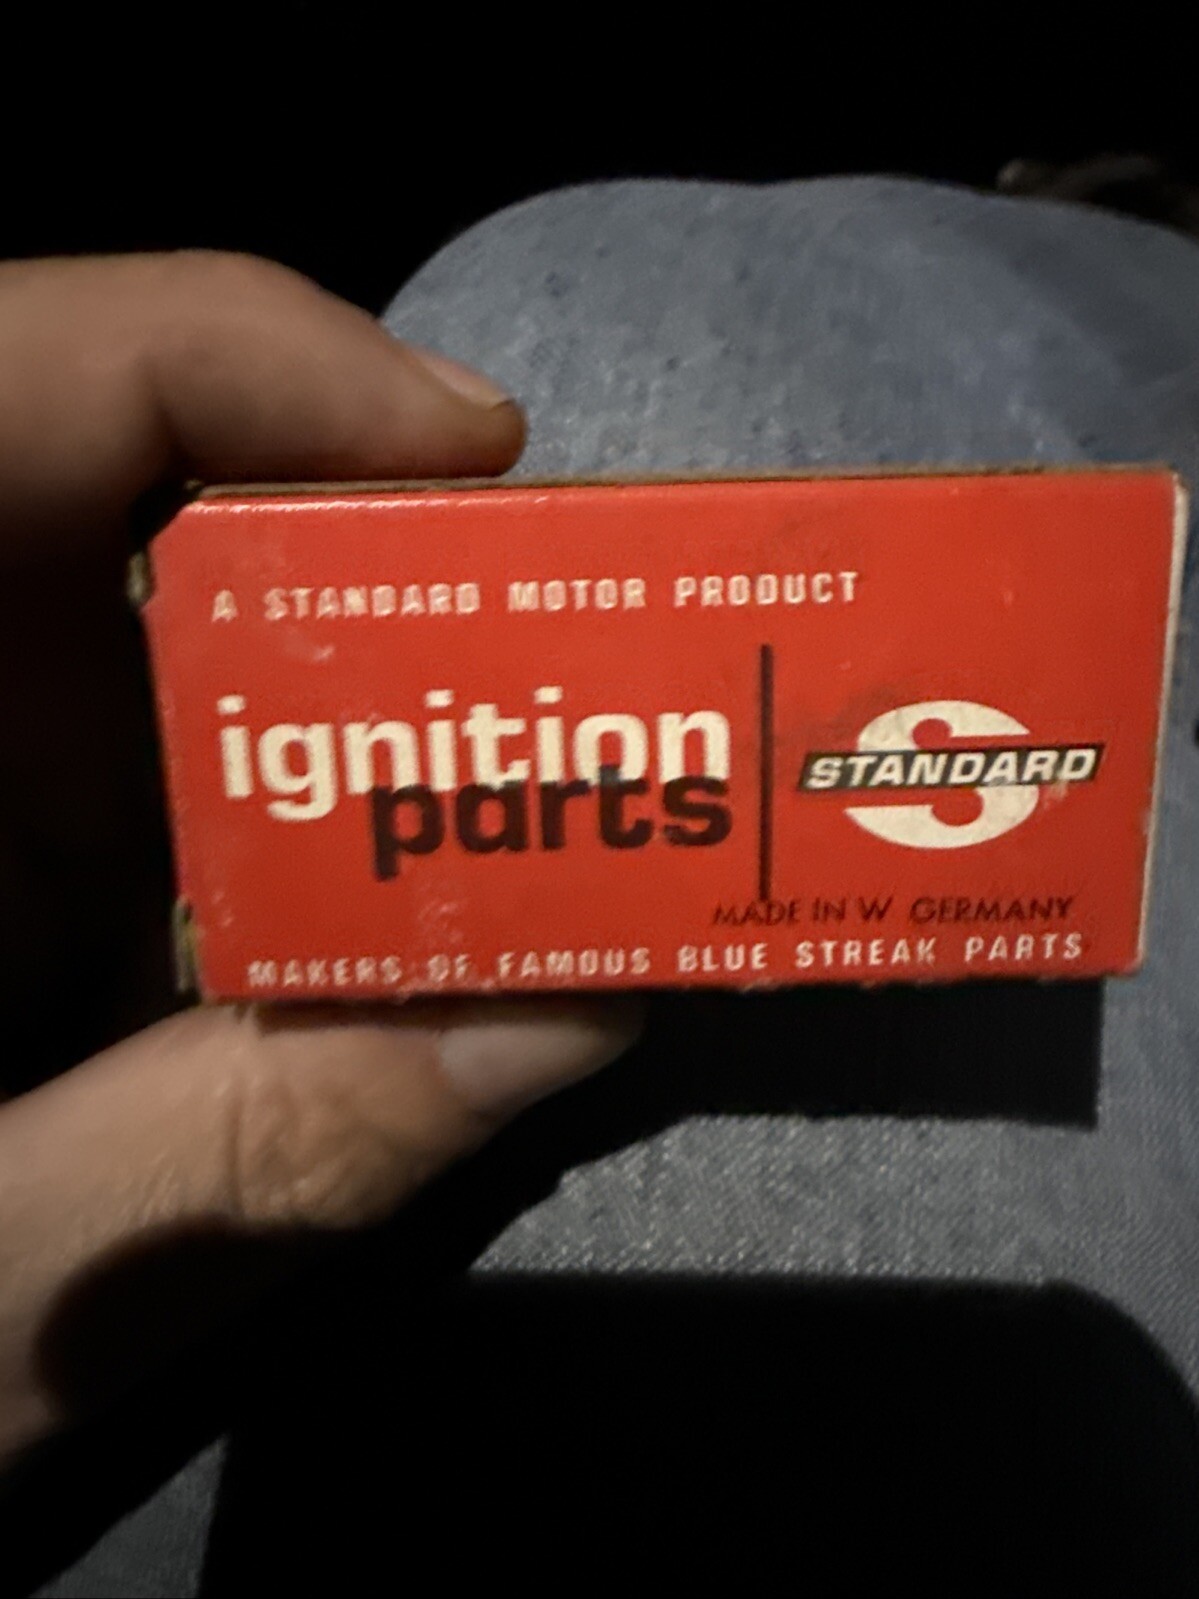 A STANDARD MOTOR PRODUCT
ignition
parts
STANDARD
MADE IN W GERMANY
MAKERS OF FAMOUS BLUE STREAK PARTS